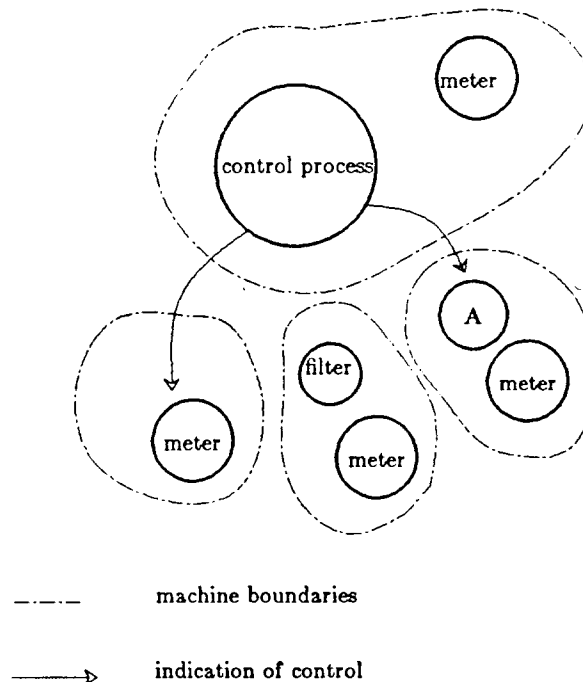 meter
control process
A
filter
meter
meter
meter
machine boundaries
indication of control